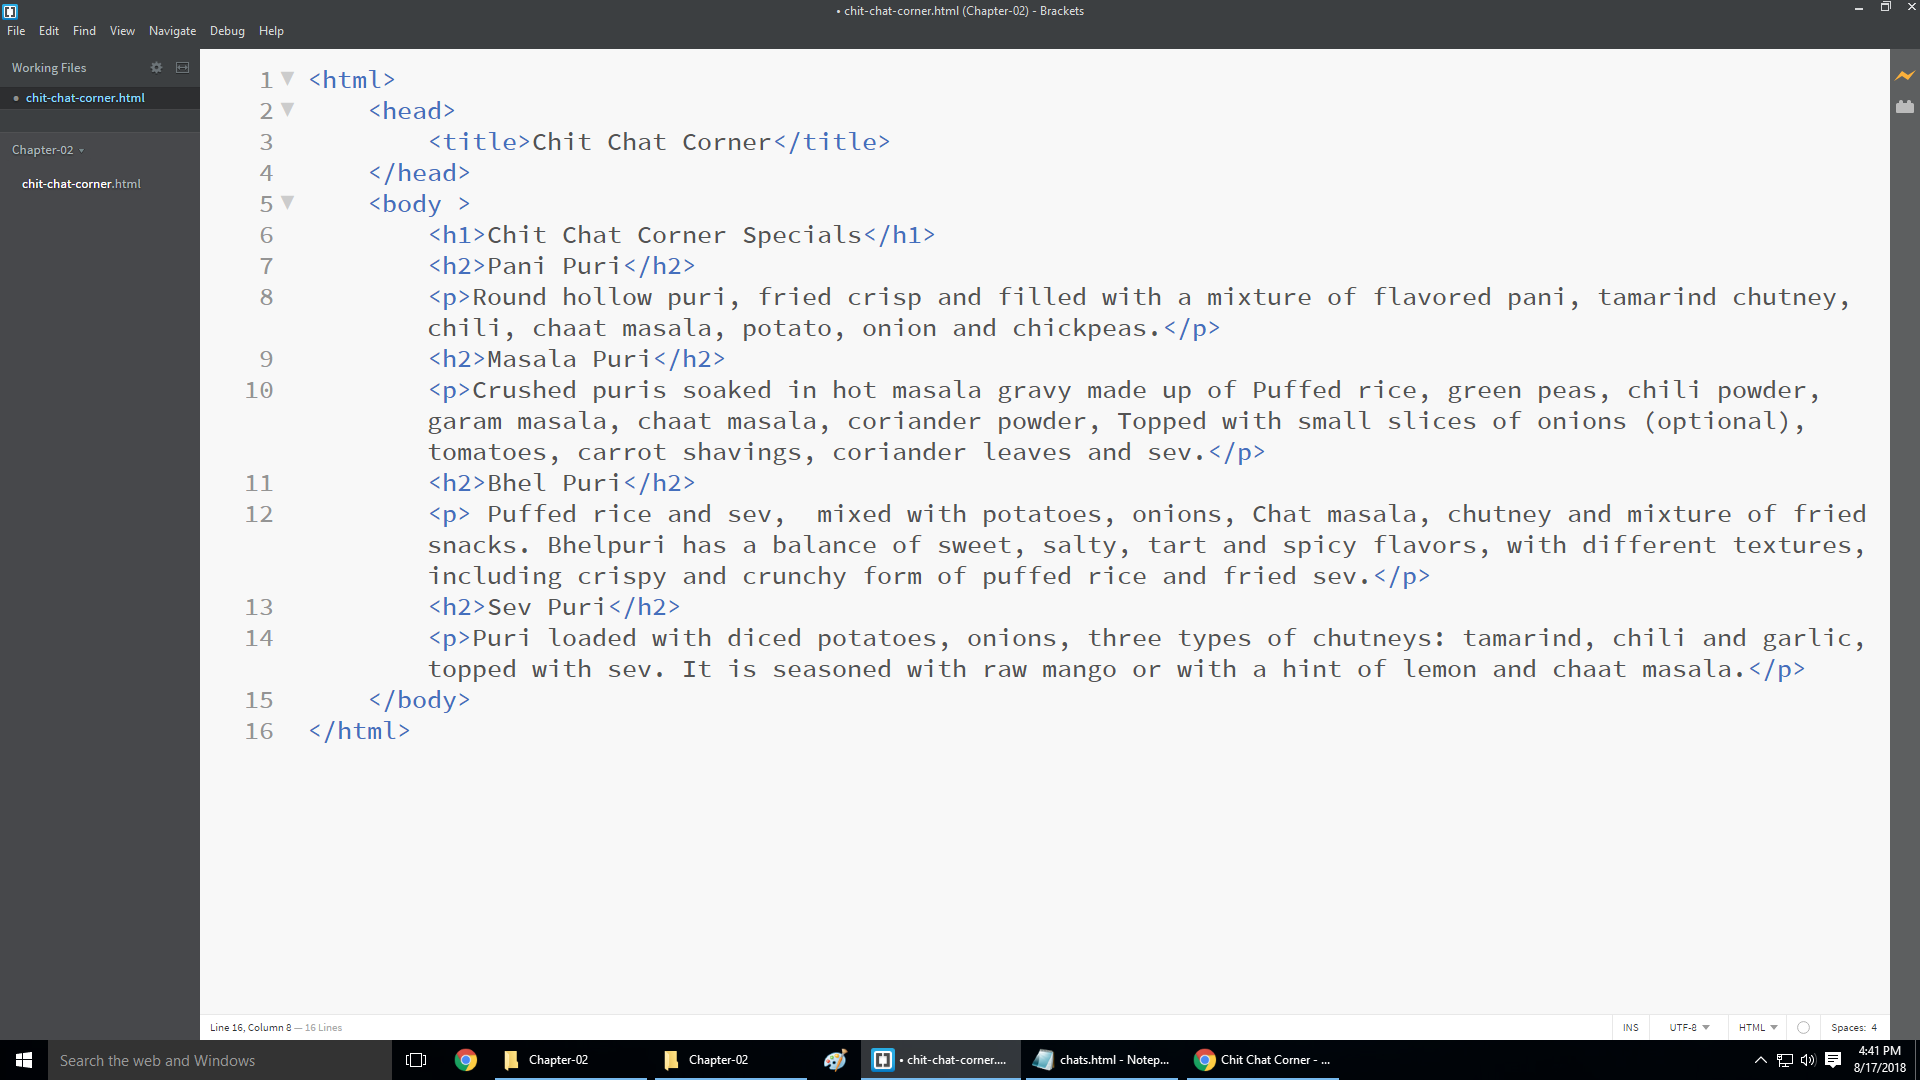 • chit-chat-corner.html (Chapter-02) - Brackets
File Edit Find View Navigate Debug Help
Working Files
• chit-chat-corner.html
Chapter-02
chit-chat-corner.html
1 <html>
2 <head>
3 <title>Chit Chat Corner</title>
4 </head>
5 <body >
6 <h1>Chit Chat Corner Specials</h1>
7 <h2>Pani Puri</h2>
8 <p>Round hollow puri, fried crisp and filled with a mixture of flavored pani, tamarind chutney,
chili, chaat masala, potato, onion and chickpeas.</p>
9 <h2>Masala Puri</h2>
10 <p>Crushed puris soaked in hot masala gravy made up of Puffed rice, green peas, chili powder,
garam masala, chaat masala, coriander powder, Topped with small slices of onions (optional),
tomatoes, carrot shavings, coriander leaves and sev.</p>
11 <h2>Bhel Puri</h2>
12 <p> Puffed rice and sev,  mixed with potatoes, onions, Chat masala, chutney and mixture of fried
snacks. Bhelpuri has a balance of sweet, salty, tart and spicy flavors, with different textures,
including crispy and crunchy form of puffed rice and fried sev.</p>
13 <h2>Sev Puri</h2>
14 <p>Puri loaded with diced potatoes, onions, three types of chutneys: tamarind, chili and garlic,
topped with sev. It is seasoned with raw mango or with a hint of lemon and chaat masala.</p>
15 </body>
16 </html>
Line 16, Column 8 — 16 Lines
INS UTF-8 HTML Spaces: 4
Search the web and Windows
Chapter-02
Chapter-02
• chit-chat-corner....
chats.html - Notep...
Chit Chat Corner - ...
4:41 PM
8/17/2018